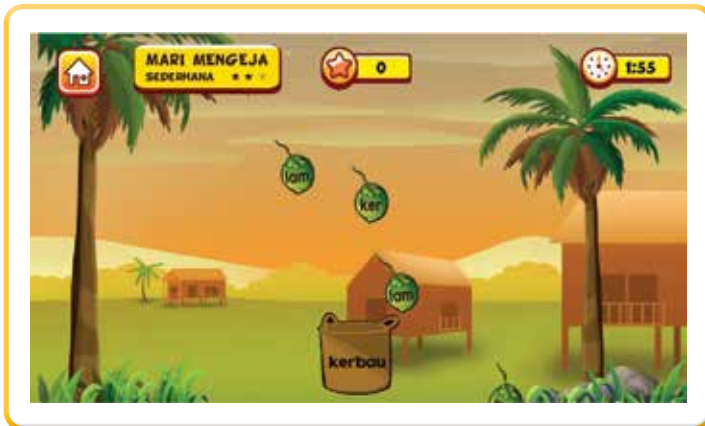 MARI MENGEJA
SEDERHANA
0
1:55
lam
ker
lam
kerbau